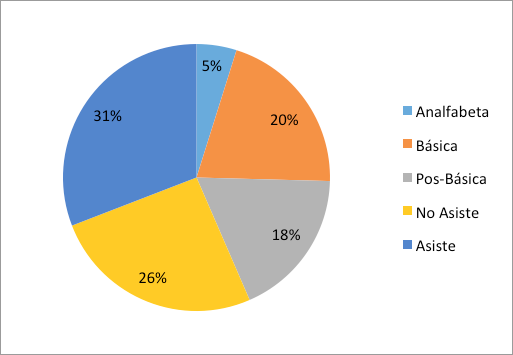 5%
31%
20%
18%
26%
Analfabeta
Básica
Pos-Básica
No Asiste
Asiste